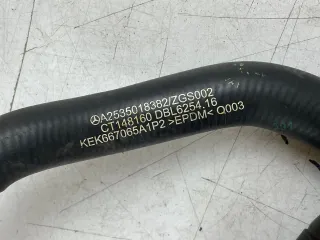 A2535018382/ZGS002
CT148160 DBL6254.16
KEK667065A1P2 >EPDM< Q003